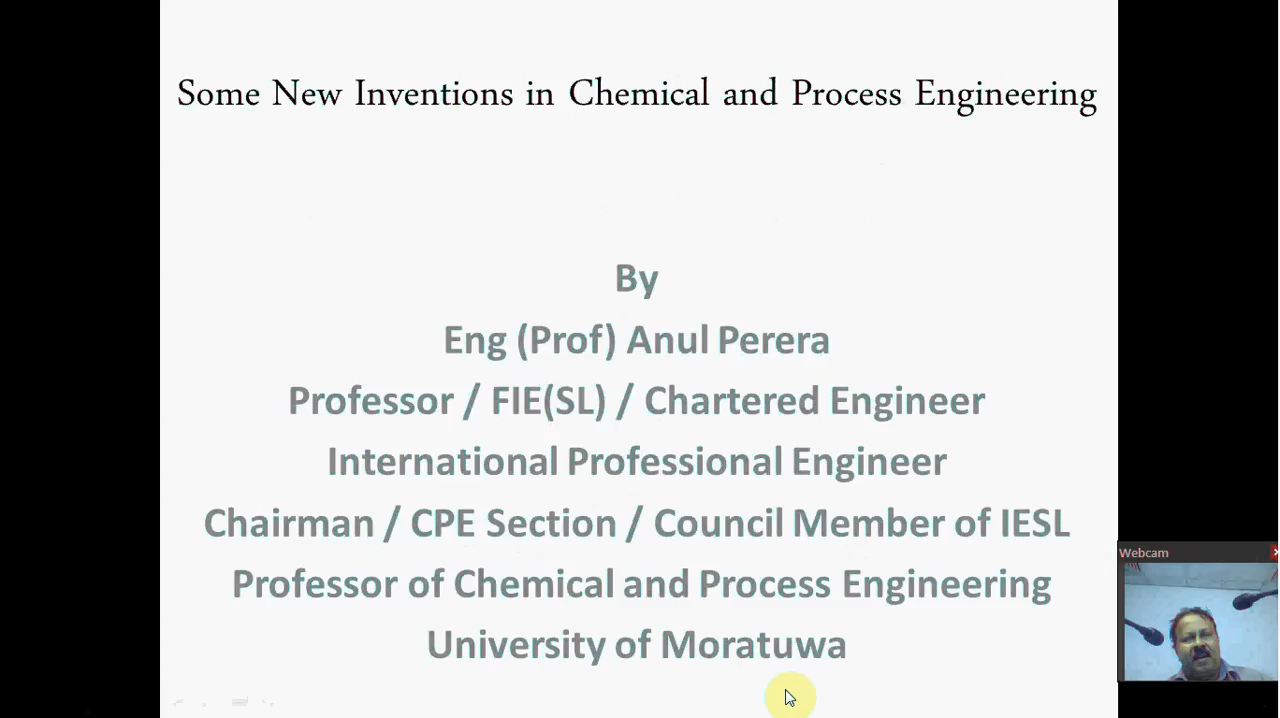 Some New Inventions in Chemical and Process Engineering
By
Eng (Prof) Anul Perera
Professor / FIE(SL) / Chartered Engineer
International Professional Engineer
Chairman / CPE Section / Council Member of IESL
Professor of Chemical and Process Engineering
University of Moratuwa
Webcam